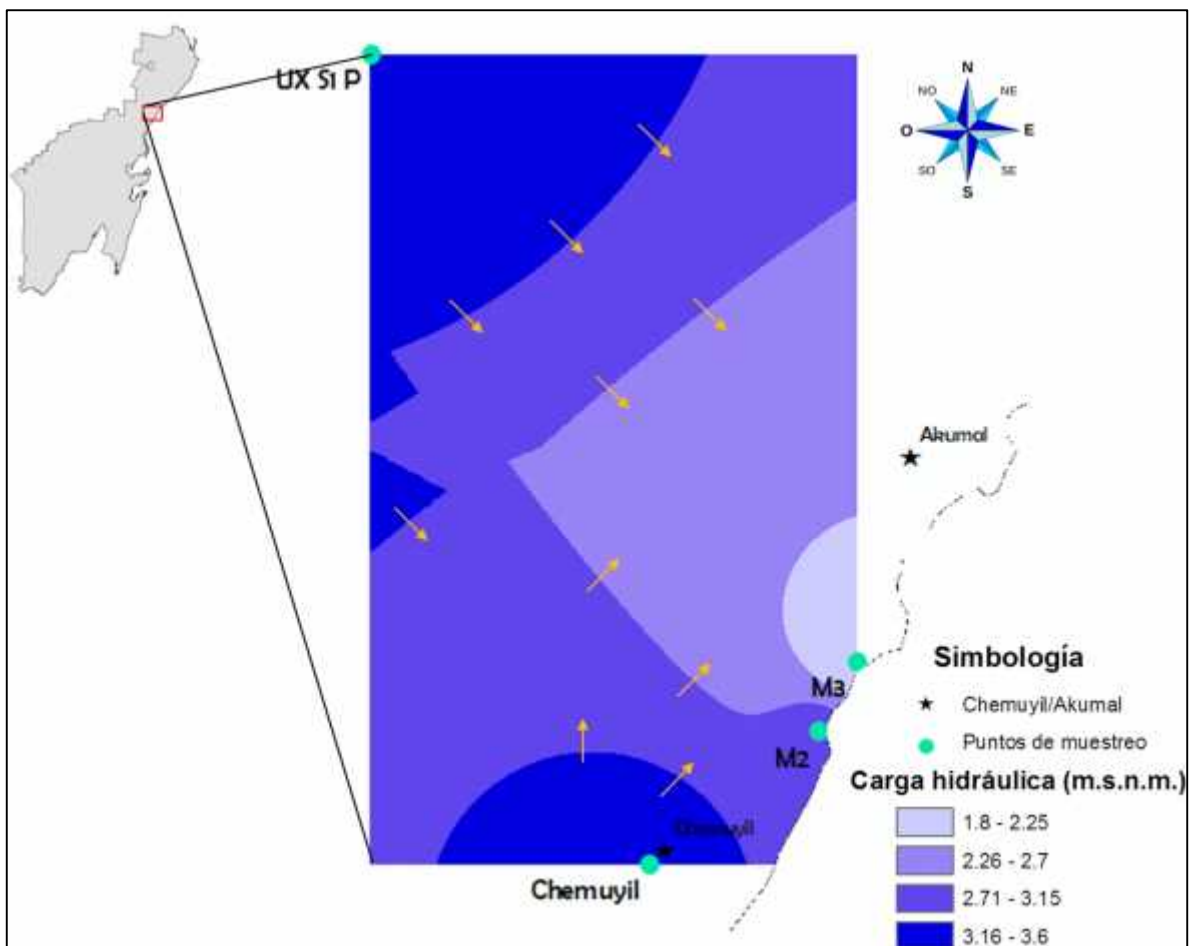 UX S1 P
N
NO
NE
O
E
SO
SE
S
Akumal
M3
M2
Chemuyil
Chemuyil
Simbología
Chemuyil/Akumal
Puntos de muestreo
Carga hidráulica (m.s.n.m.)
1.8 - 2.25
2.26 - 2.7
2.71 - 3.15
3.16 - 3.6